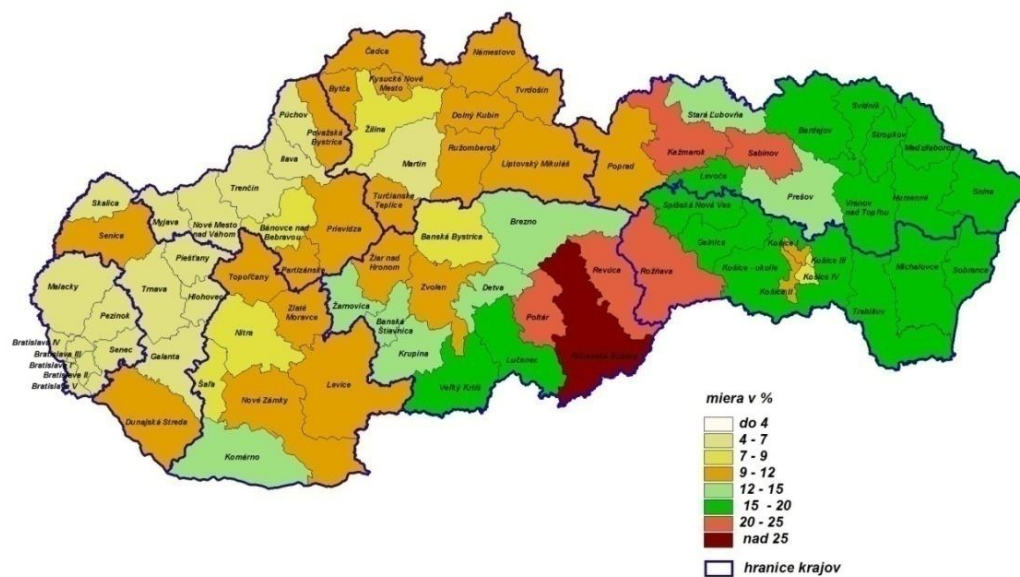 Čadca
Námestovo
Bytča
Kysucké Nové
Mesto
Tvrdošín
Púchov
Považská
Bystrica
Žilina
Dolný Kubín
Stará Ľubovňa
Bardejov
Svidník
Stropkov
Medzilaborce
Ilava
Martin
Ružomberok
Liptovský Mikuláš
Poprad
Kežmarok
Sabinov
Levoča
Prešov
Vranov
nad Topľou
Humenné
Snina
Trenčín
Turčianske
Teplice
Skalica
Senica
Myjava
Nové Mesto
nad Váhom
Bánovce nad
Bebravou
Prievidza
Banská Bystrica
Brezno
Spišská Nová Ves
Gelnica
Košice I
Košice III
Košice - okolie
Košice IV
Košice II
Michalovce
Sobrance
Trebišov
Piešťany
Topoľčany
Partizánske
Žiar nad
Hronom
Zvolen
Detva
Revúca
Rožňava
Malacky
Trnava
Hlohovec
Zlaté
Moravce
Žarnovica
Banská
Štiavnica
Poltár
Pezinok
Nitra
Krupina
Lučenec
Rimavská Sobota
Bratislava IV
Bratislava III
Bratislava I
Bratislava II
Bratislava V
Senec
Galanta
Šaľa
Levice
Veľký Krtíš
Dunajská Streda
Nové Zámky
Komárno
miera v %
do 4
4 - 7
7 - 9
9 - 12
12 - 15
15 - 20
20 - 25
nad 25
hranice krajov